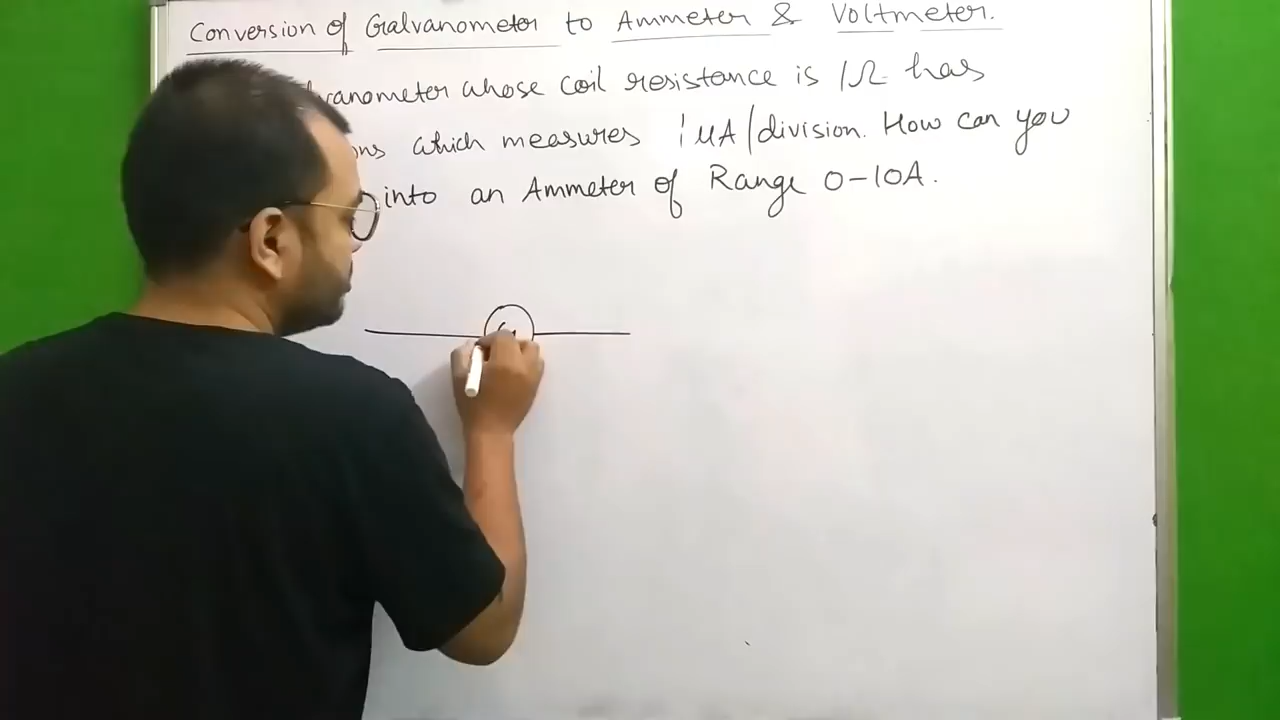 Conversion of Galvanometer to Ammeter & Voltmeter.
vanometer whose coil resistance is 1Ω has
ons which measures 1 μA/division. How can you
into an Ammeter of Range 0-10A.
G